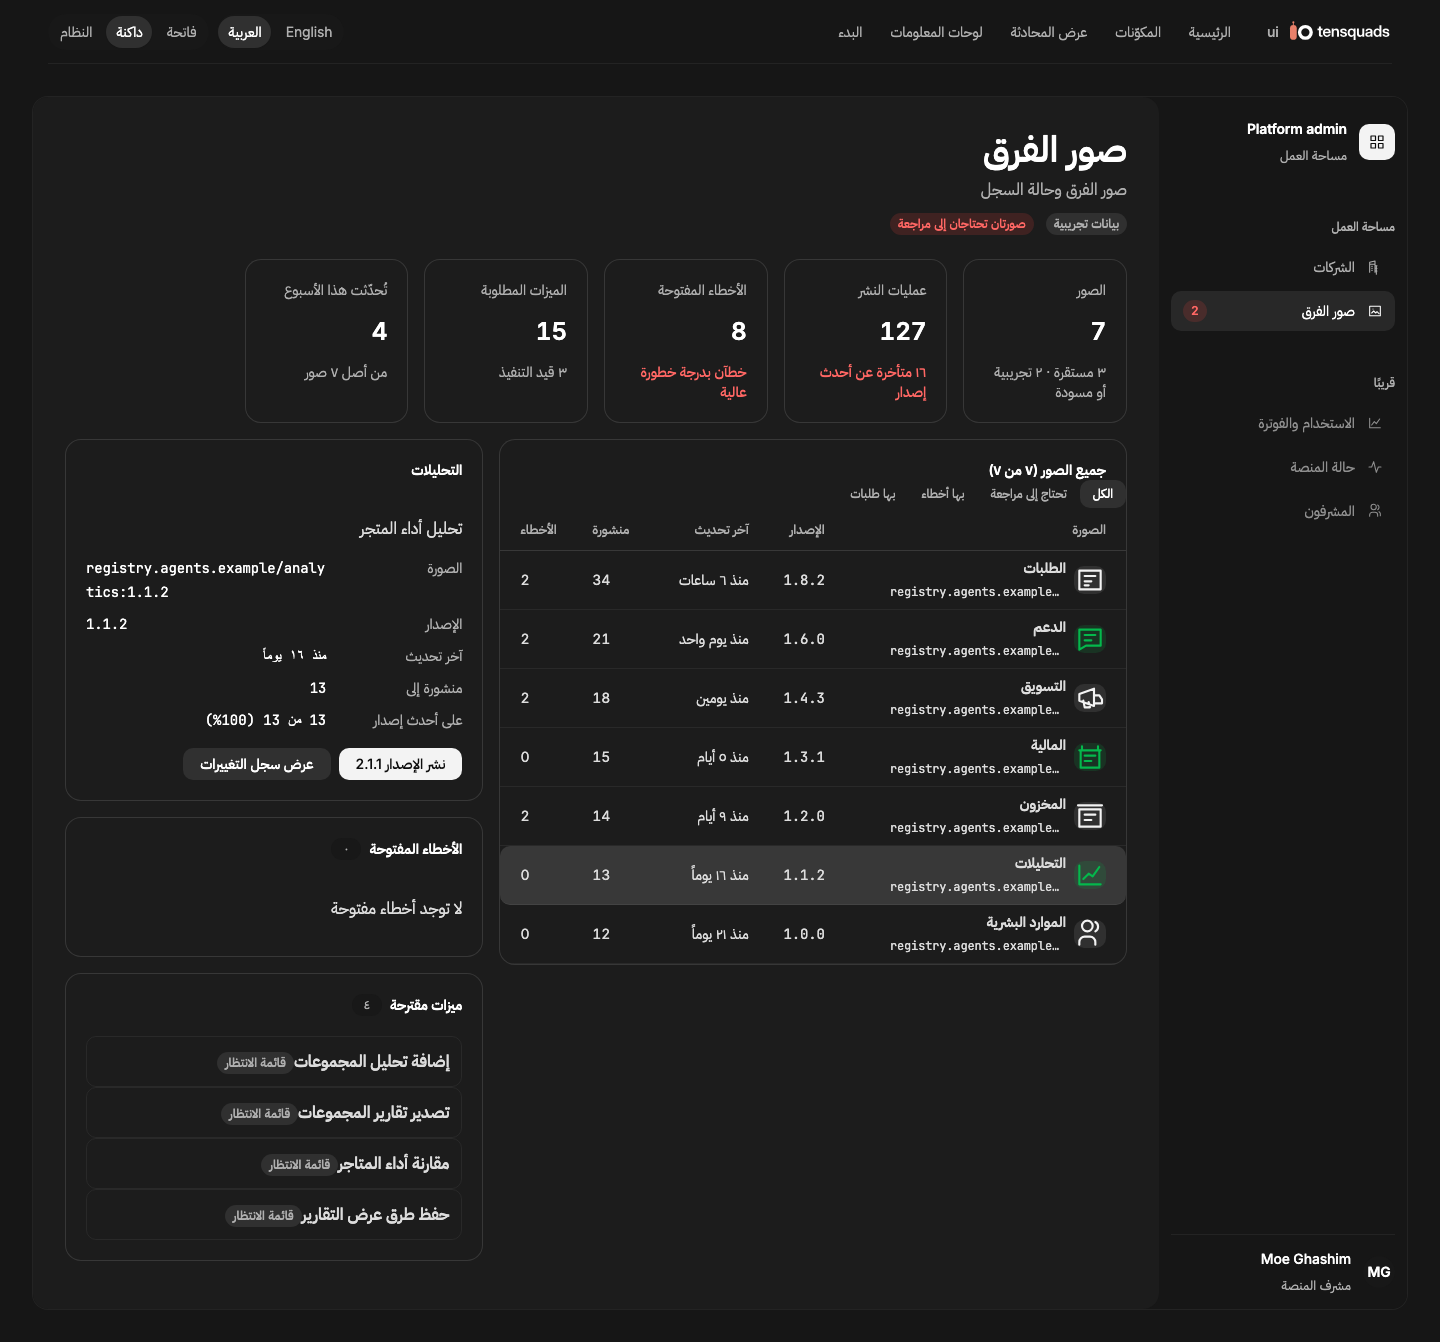 tensquads ui
الرئيسية
المكوّنات
عرض المحادثة
لوحات المعلومات
البدء
English
العربية
فاتحة
داكنة
النظام
Platform admin
مساحة العمل
مساحة العمل
الشركات
صور الفرق 2
قريبًا
الاستخدام والفوترة
حالة المنصة
المشرفون
MG
Moe Ghashim
مشرف المنصة
صور الفرق
صور الفرق وحالة السجل
بيانات تجريبية
صورتان تحتاجان إلى مراجعة
الصور
7
٣ مستقرة · ٢ تجريبية
أو مسودة
عمليات النشر
127
١٦ متأخرة عن أحدث
إصدار
الأخطاء المفتوحة
8
خطآن بدرجة خطورة
عالية
الميزات المطلوبة
15
٣ قيد التنفيذ
تُحدّثت هذا الأسبوع
4
من أصل ٧ صور
جميع الصور (٧ من ٧)
الكل
تحتاج إلى مراجعة
بها أخطاء
بها طلبات
الصورة الإصدار آخر تحديث منشورة الأخطاء
الطلبات
registry.agents.example…
1.8.2 منذ ٦ ساعات 34 2
الدعم
registry.agents.example…
1.6.0 منذ يوم واحد 21 2
التسويق
registry.agents.example…
1.4.3 منذ يومين 18 2
المالية
registry.agents.example…
1.3.1 منذ ٥ أيام 15 0
المخزون
registry.agents.example…
1.2.0 منذ ٩ أيام 14 2
التحليلات
registry.agents.example…
1.1.2 منذ ١٦ يوماً 13 0
الموارد البشرية
registry.agents.example…
1.0.0 منذ ٢١ يوماً 12 0
التحليلات
تحليل أداء المتجر
الصورة registry.agents.example/analy
tics:1.1.2
الإصدار 1.1.2
آخر تحديث منذ ١٦ يوماً
منشورة إلى 13
على أحدث إصدار 13 من 13 (100%)
نشر الإصدار 2.1.1
عرض سجل التغييرات
الأخطاء المفتوحة ٠
لا توجد أخطاء مفتوحة
ميزات مقترحة ٤
إضافة تحليل المجموعات قائمة الانتظار
تصدير تقارير المجموعات قائمة الانتظار
مقارنة أداء المتاجر قائمة الانتظار
حفظ طرق عرض التقارير قائمة الانتظار